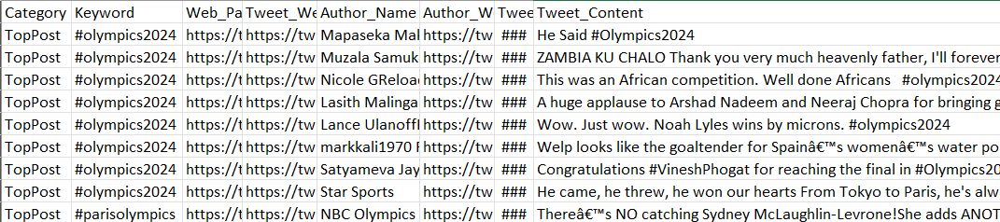 Category Keyword Web_Pa Tweet_We Author_Name Author_W Twee Tweet_Content
TopPost #olympics2024 https://t https://tw Mapaseka Mal https://tw ### He Said #Olympics2024
TopPost #olympics2024 https://t https://tw Muzala Samuk https://tw ### ZAMBIA KU CHALO Thank you very much heavenly father, I'll forever
TopPost #olympics2024 https://t https://tw Nicole GReload https://tw ### This was an African competition. Well done Africans #olympics2024
TopPost #olympics2024 https://t https://tw Lasith Malinga https://tw ### A huge applause to Arshad Nadeem and Neeraj Chopra for bringing g
TopPost #olympics2024 https://t https://tw Lance Ulanoff https://tw ### Wow. Just wow. Noah Lyles wins by microns. #olympics2024
TopPost #olympics2024 https://t https://tw markkali1970 F https://tw ### Welp looks like the goaltender for Spainâ€™s womenâ€™s water po
TopPost #olympics2024 https://t https://tw Satyameva Jay https://tw ### Congratulations #VineshPhogat for reaching the final in #Olympics20
TopPost #olympics2024 https://t https://tw Star Sports https://tw ### He came, he threw, he won our hearts From Tokyo to Paris, he's alw
TopPost #parisolympics https://t https://tw NBC Olympics https://tw ### Thereâ€™s NO catching Sydney McLaughlin-Levrone!She adds ANOT